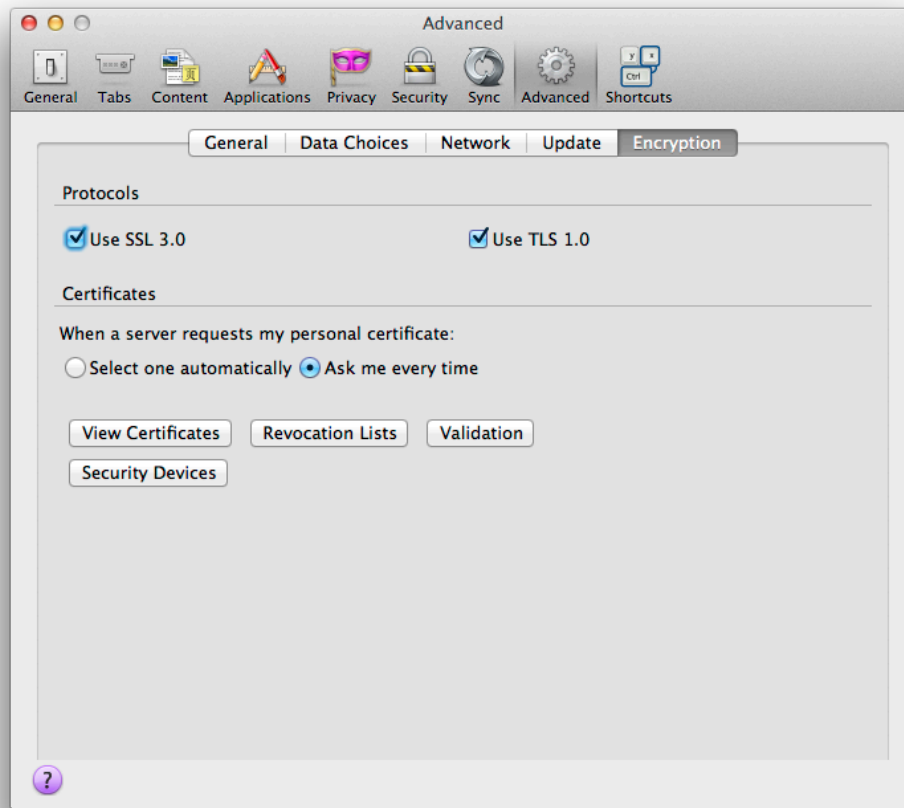 Advanced
General Tabs Content Applications Privacy Security Sync Advanced Shortcuts
General Data Choices Network Update Encryption
Protocols
Use SSL 3.0 Use TLS 1.0
Certificates
When a server requests my personal certificate:
Select one automatically Ask me every time
View Certificates Revocation Lists Validation
Security Devices
?